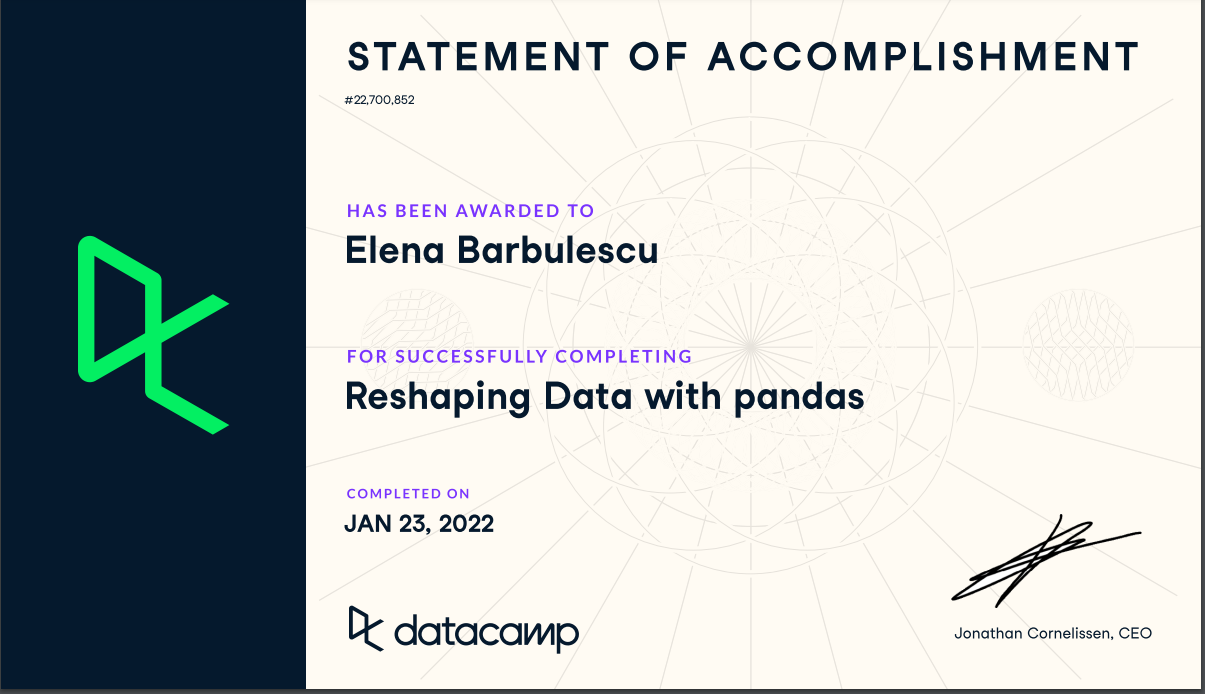 STATEMENT OF ACCOMPLISHMENT
#22,700,852
HAS BEEN AWARDED TO
Elena Barbulescu
FOR SUCCESSFULLY COMPLETING
Reshaping Data with pandas
COMPLETED ON
JAN 23, 2022
datacamp
Jonathan Cornelissen, CEO